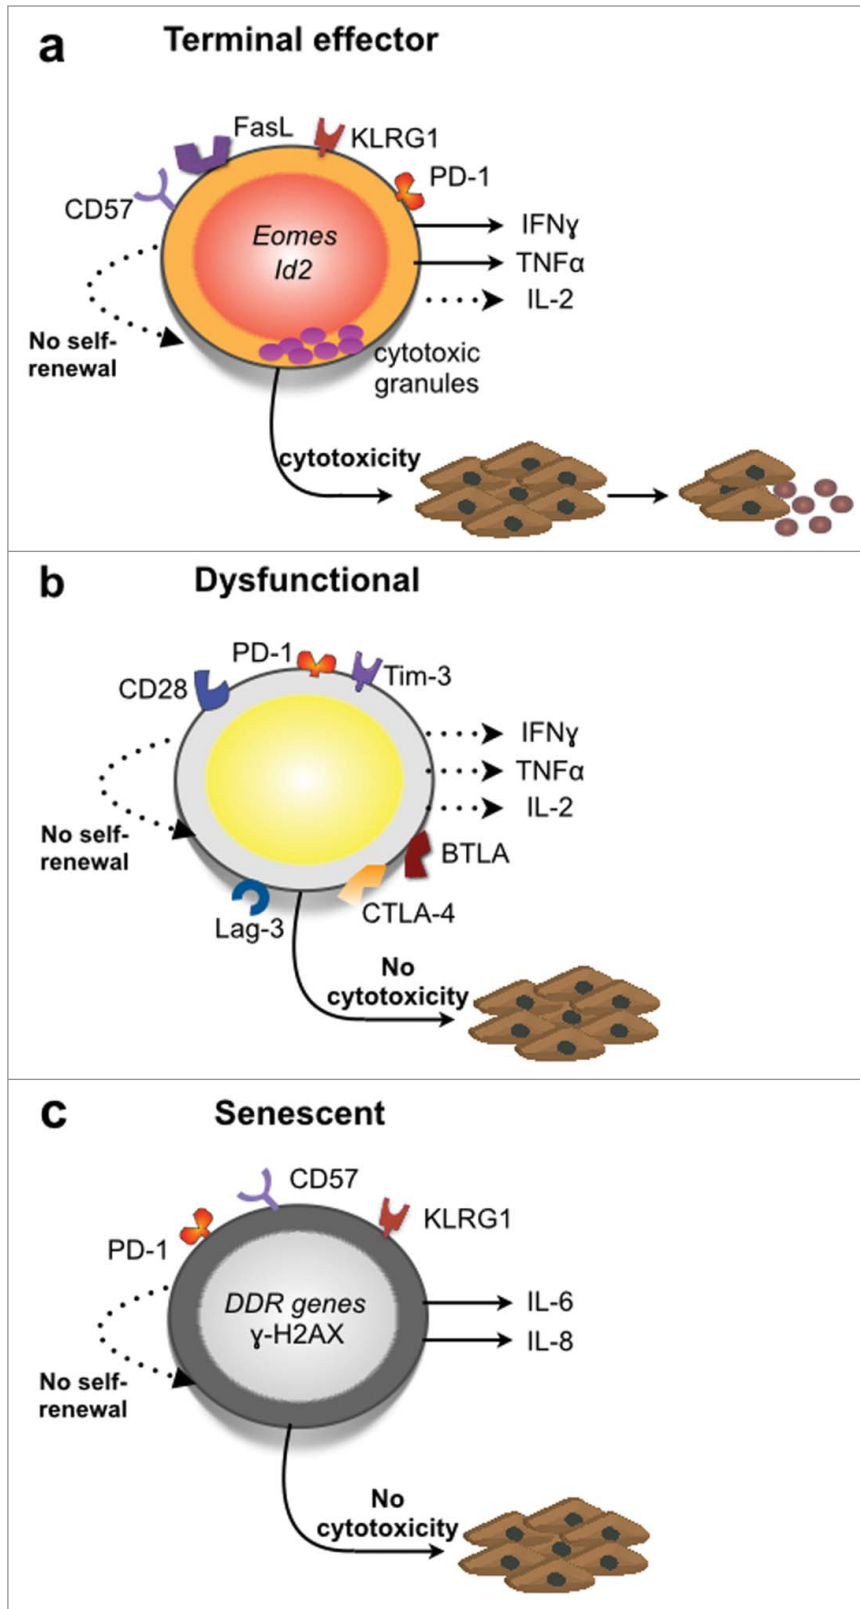 a
Terminal effector
FasL
KLRG1
CD57
PD-1
Eomes
Id2
IFNɣ
TNFα
IL-2
No self-
renewal
cytotoxic
granules
cytotoxicity
b
Dysfunctional
PD-1
Tim-3
CD28
IFNɣ
TNFα
IL-2
No self-
renewal
BTLA
CTLA-4
Lag-3
No
cytotoxicity
c
Senescent
CD57
KLRG1
PD-1
DDR genes
ɣ-H2AX
IL-6
IL-8
No self-
renewal
No
cytotoxicity